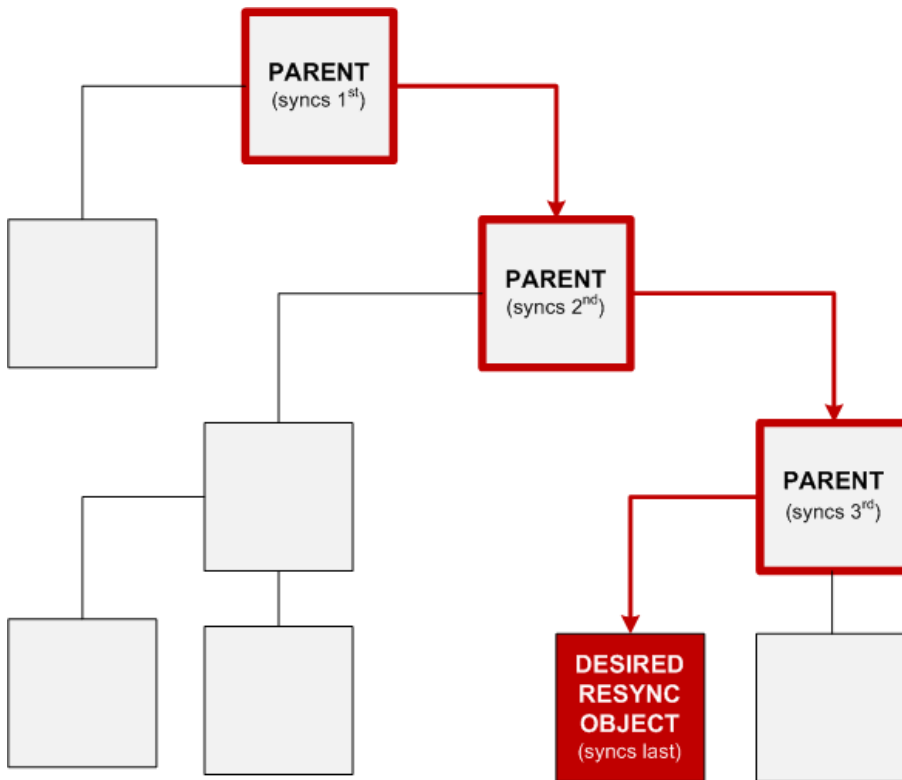 PARENT
(syncs 1st)
PARENT
(syncs 2nd)
PARENT
(syncs 3rd)
DESIRED
RESYNC
OBJECT
(syncs last)